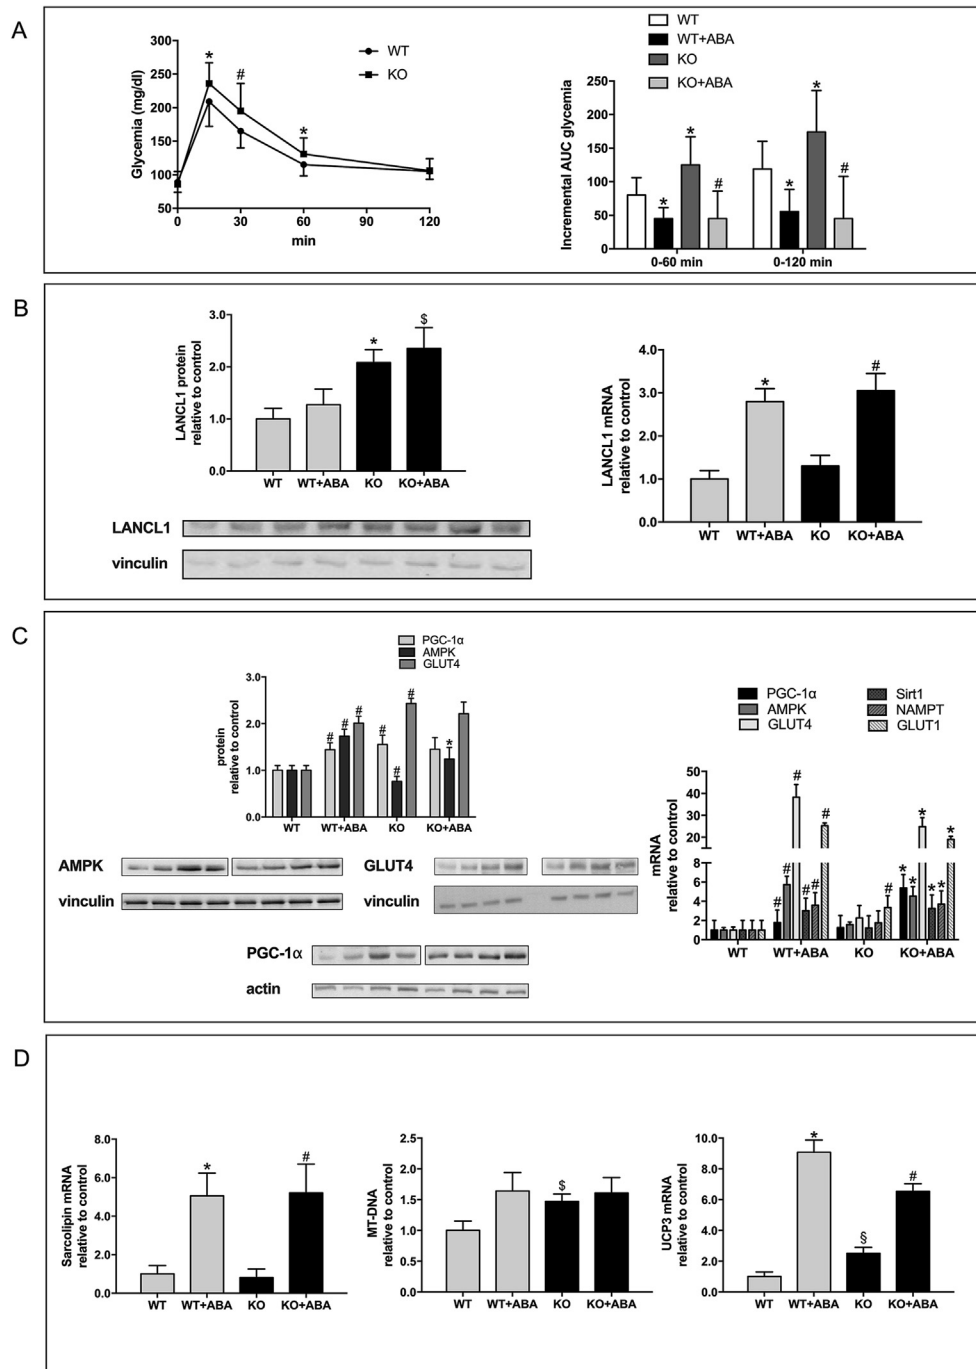 A
Glycemia (mg/dl)
300
250
200
150
100
50
0
30
60
90
120
min
*
#
*
WT
KO
WT
WT+ABA
KO
KO+ABA
Incremental AUC glycemia
250
200
150
100
50
0
*
*
#
*
*
#
0-60 min
0-120 min
B
LANCL1 protein
relative to control
3.0
2.0
1.0
0.0
*
$
WT
WT+ABA
KO
KO+ABA
LANCL1
vinculin
LANCL1 mRNA
relative to control
4.0
3.0
2.0
1.0
0.0
*
#
WT
WT+ABA
KO
KO+ABA
C
PGC-1α
AMPK
GLUT4
protein
relative to control
3.0
2.0
1.0
0.0
#
#
#
#
#
#
*
WT
WT+ABA
KO
KO+ABA
AMPK
vinculin
GLUT4
vinculin
PGC-1α
actin
PGC-1α
AMPK
GLUT4
Sirt1
NAMPT
GLUT1
mRNA
relative to control
50
40
30
20
10
8
6
4
2
0
#
#
#
#
#
#
#
*
*
*
*
*
*
WT
WT+ABA
KO
KO+ABA
D
Sarcolipin mRNA
relative to control
8.0
6.0
4.0
2.0
0.0
*
#
WT
WT+ABA
KO
KO+ABA
MT-DNA
relative to control
2.5
2.0
1.5
1.0
0.5
0.0
$
WT
WT+ABA
KO
KO+ABA
UCP3 mRNA
relative to control
10.0
8.0
6.0
4.0
2.0
0.0
*
§
#
WT
WT+ABA
KO
KO+ABA